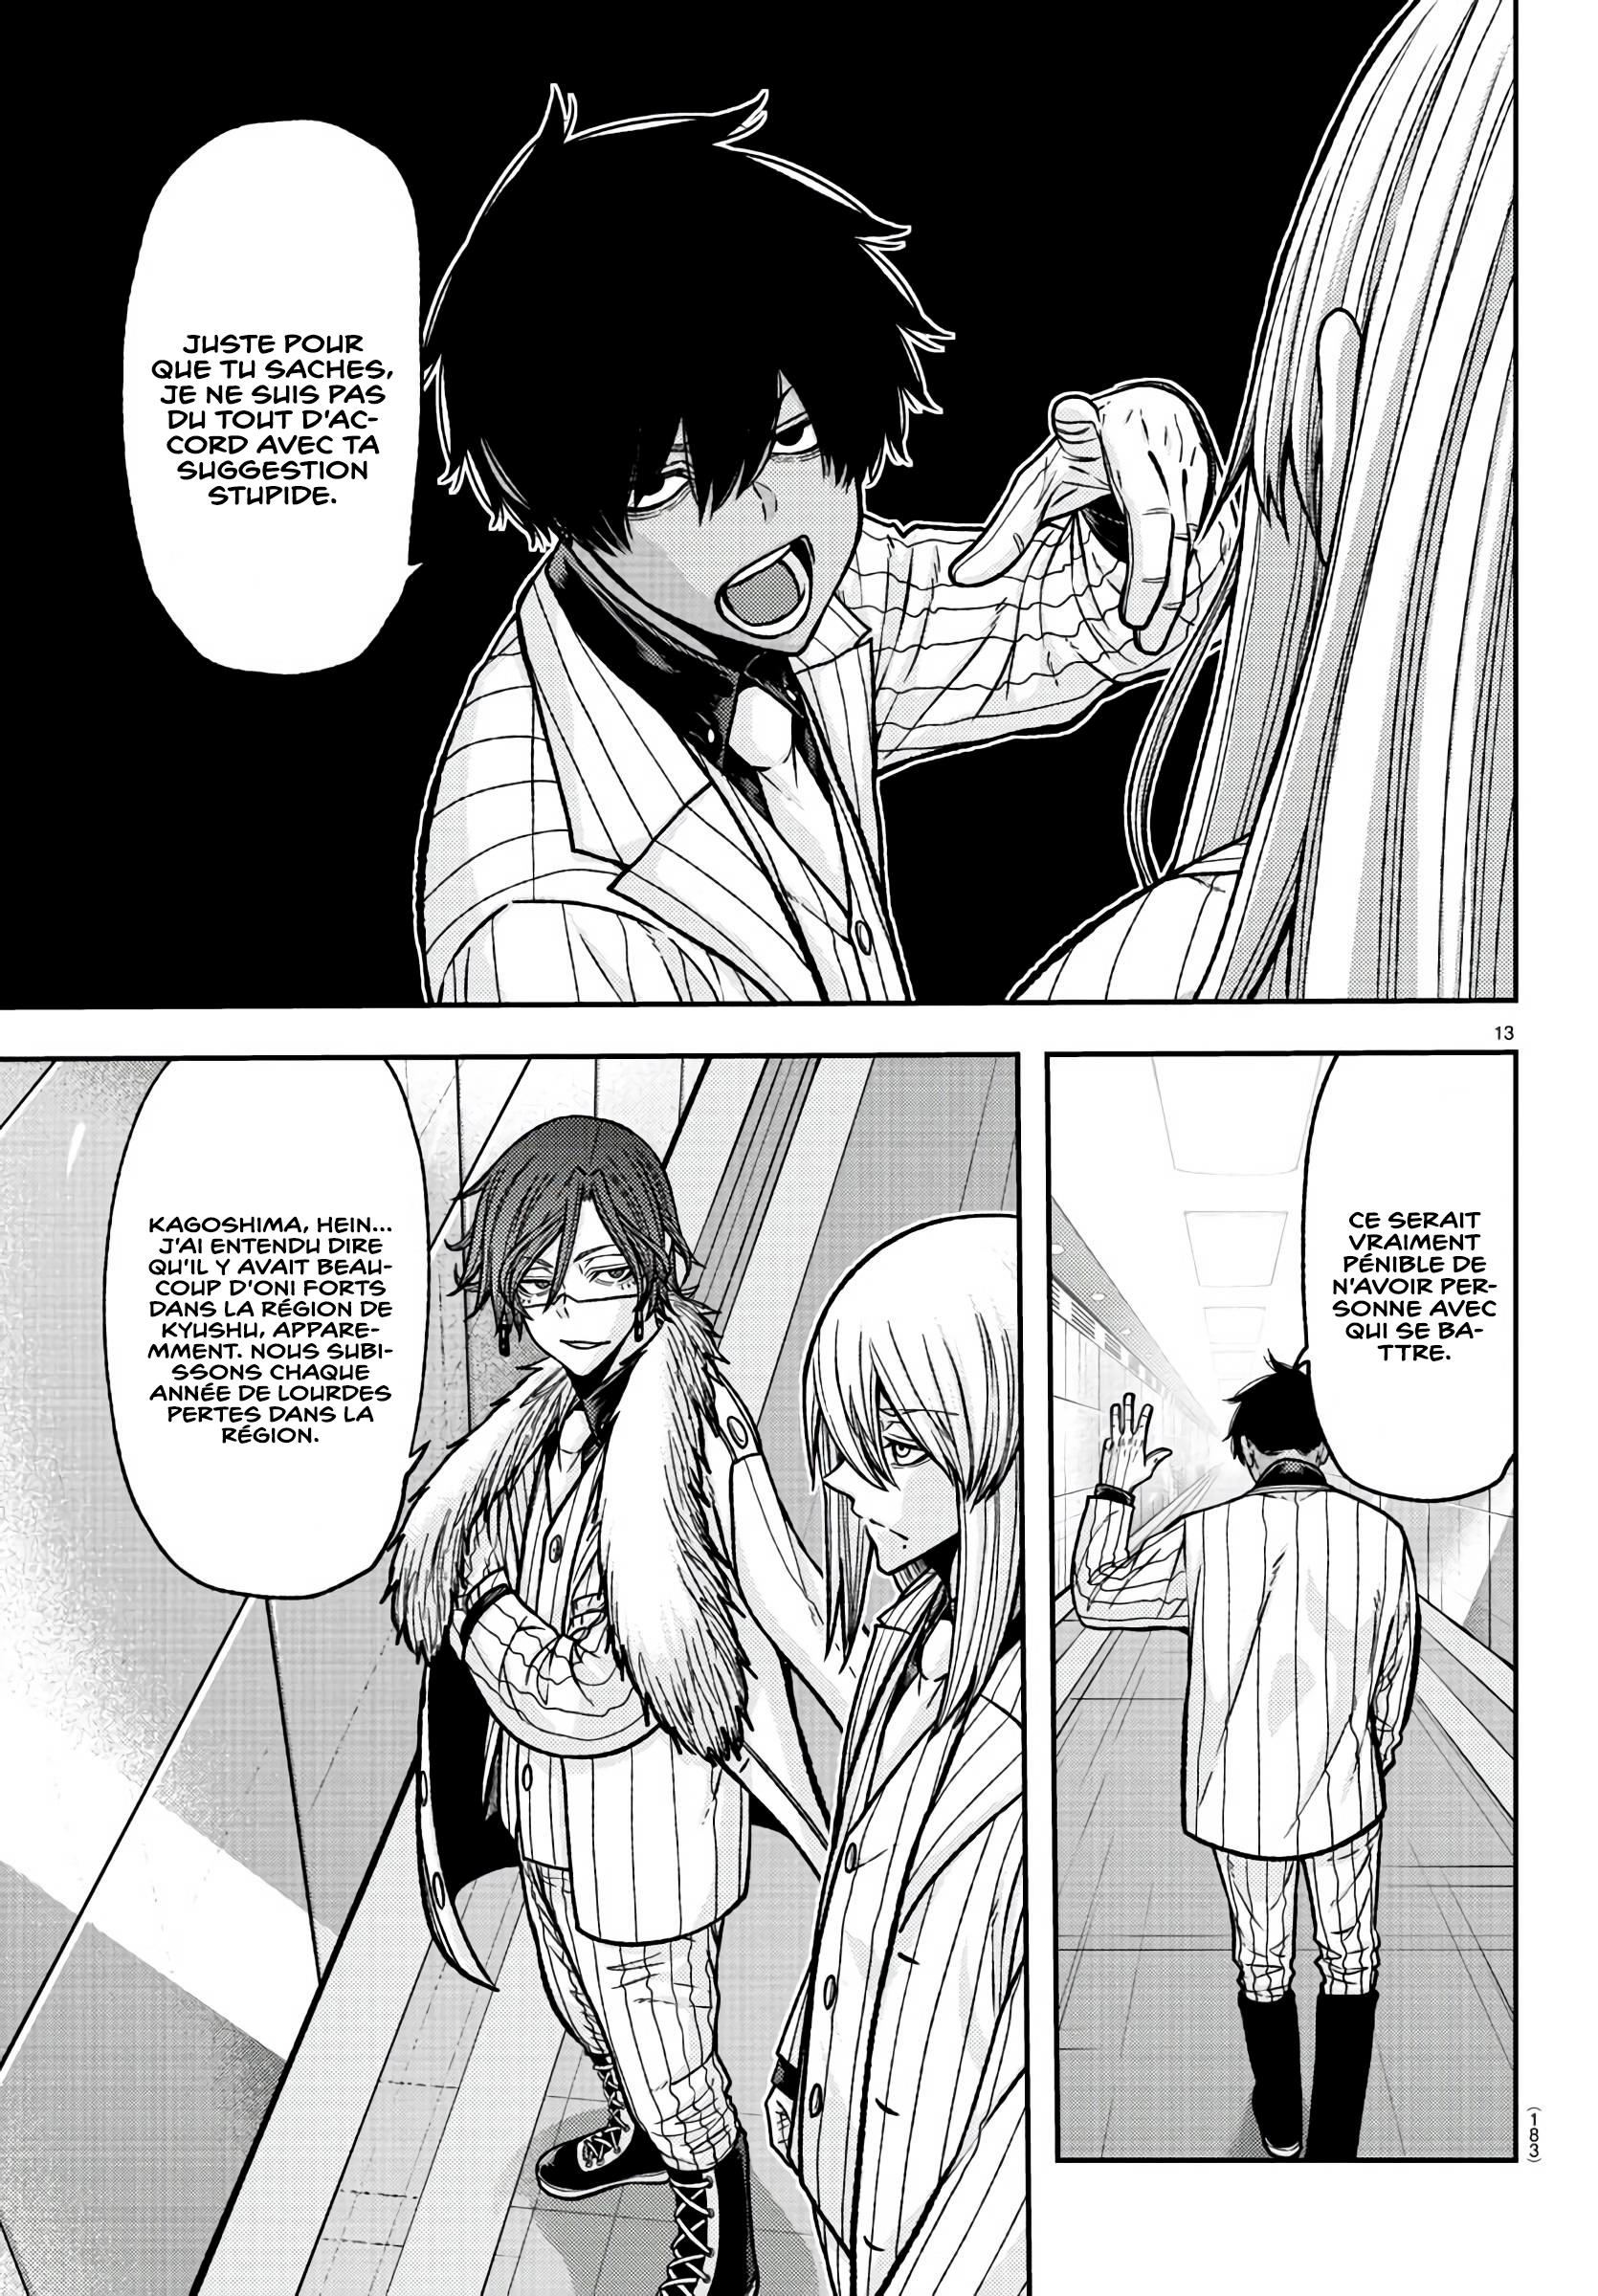 JUSTE POUR
QUE TU SACHES,
JE NE SUIS PAS
DU TOUT D'AC-
CORD AVEC TA
SUGGESTION
STUPIDE.
13
CE SERAIT
VRAIMENT
PÉNIBLE DE
N'AVOIR PER-
SONNE AVEC
QUI SE BA-
TTRE.
KAGOSHIMA, HEIN...
J'AI ENTENDU DIRE
QU'IL Y AVAIT BEAU-
COUP D'ONI FORTS
DANS LA RÉGION DE
KYUSHU, APPARE-
MMENT. NOUS SUBI-
SSONS CHAQUE
ANNÉE DE LOURDES
PERTES DANS LA
RÉGION.
(183)